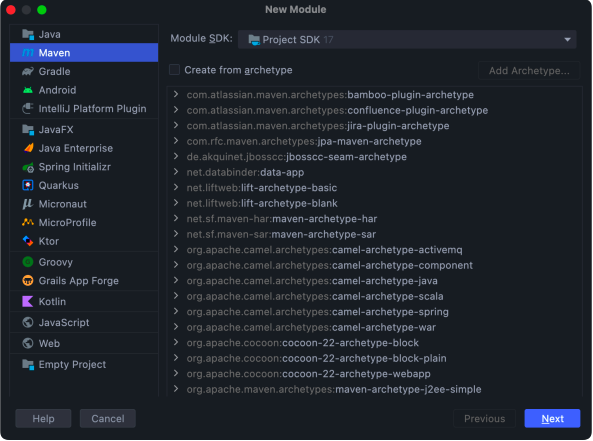 New Module
Java
Maven
Gradle
Android
IntelliJ Platform Plugin
JavaFX
Java Enterprise
Spring Initializr
Quarkus
Micronaut
MicroProfile
Ktor
Groovy
Grails App Forge
Kotlin
JavaScript
Web
Empty Project
Module SDK: Project SDK 17
Create from archetype Add Archetype...
com.atlassian.maven.archetypes:bamboo-plugin-archetype
com.atlassian.maven.archetypes:confluence-plugin-archetype
com.atlassian.maven.archetypes:jira-plugin-archetype
com.rfc.maven.archetypes:jpa-maven-archetype
de.akquinet.jbosscc:jbosscc-seam-archetype
net.databinder:data-app
net.liftweb:lift-archetype-basic
net.liftweb:lift-archetype-blank
net.sf.maven-har:maven-archetype-har
net.sf.maven-sar:maven-archetype-sar
org.apache.camel.archetypes:camel-archetype-activemq
org.apache.camel.archetypes:camel-archetype-component
org.apache.camel.archetypes:camel-archetype-java
org.apache.camel.archetypes:camel-archetype-scala
org.apache.camel.archetypes:camel-archetype-spring
org.apache.camel.archetypes:camel-archetype-war
org.apache.cocoon:cocoon-22-archetype-block
org.apache.cocoon:cocoon-22-archetype-block-plain
org.apache.cocoon:cocoon-22-archetype-webapp
org.apache.maven.archetypes:maven-archetype-j2ee-simple
Help Cancel Previous Next